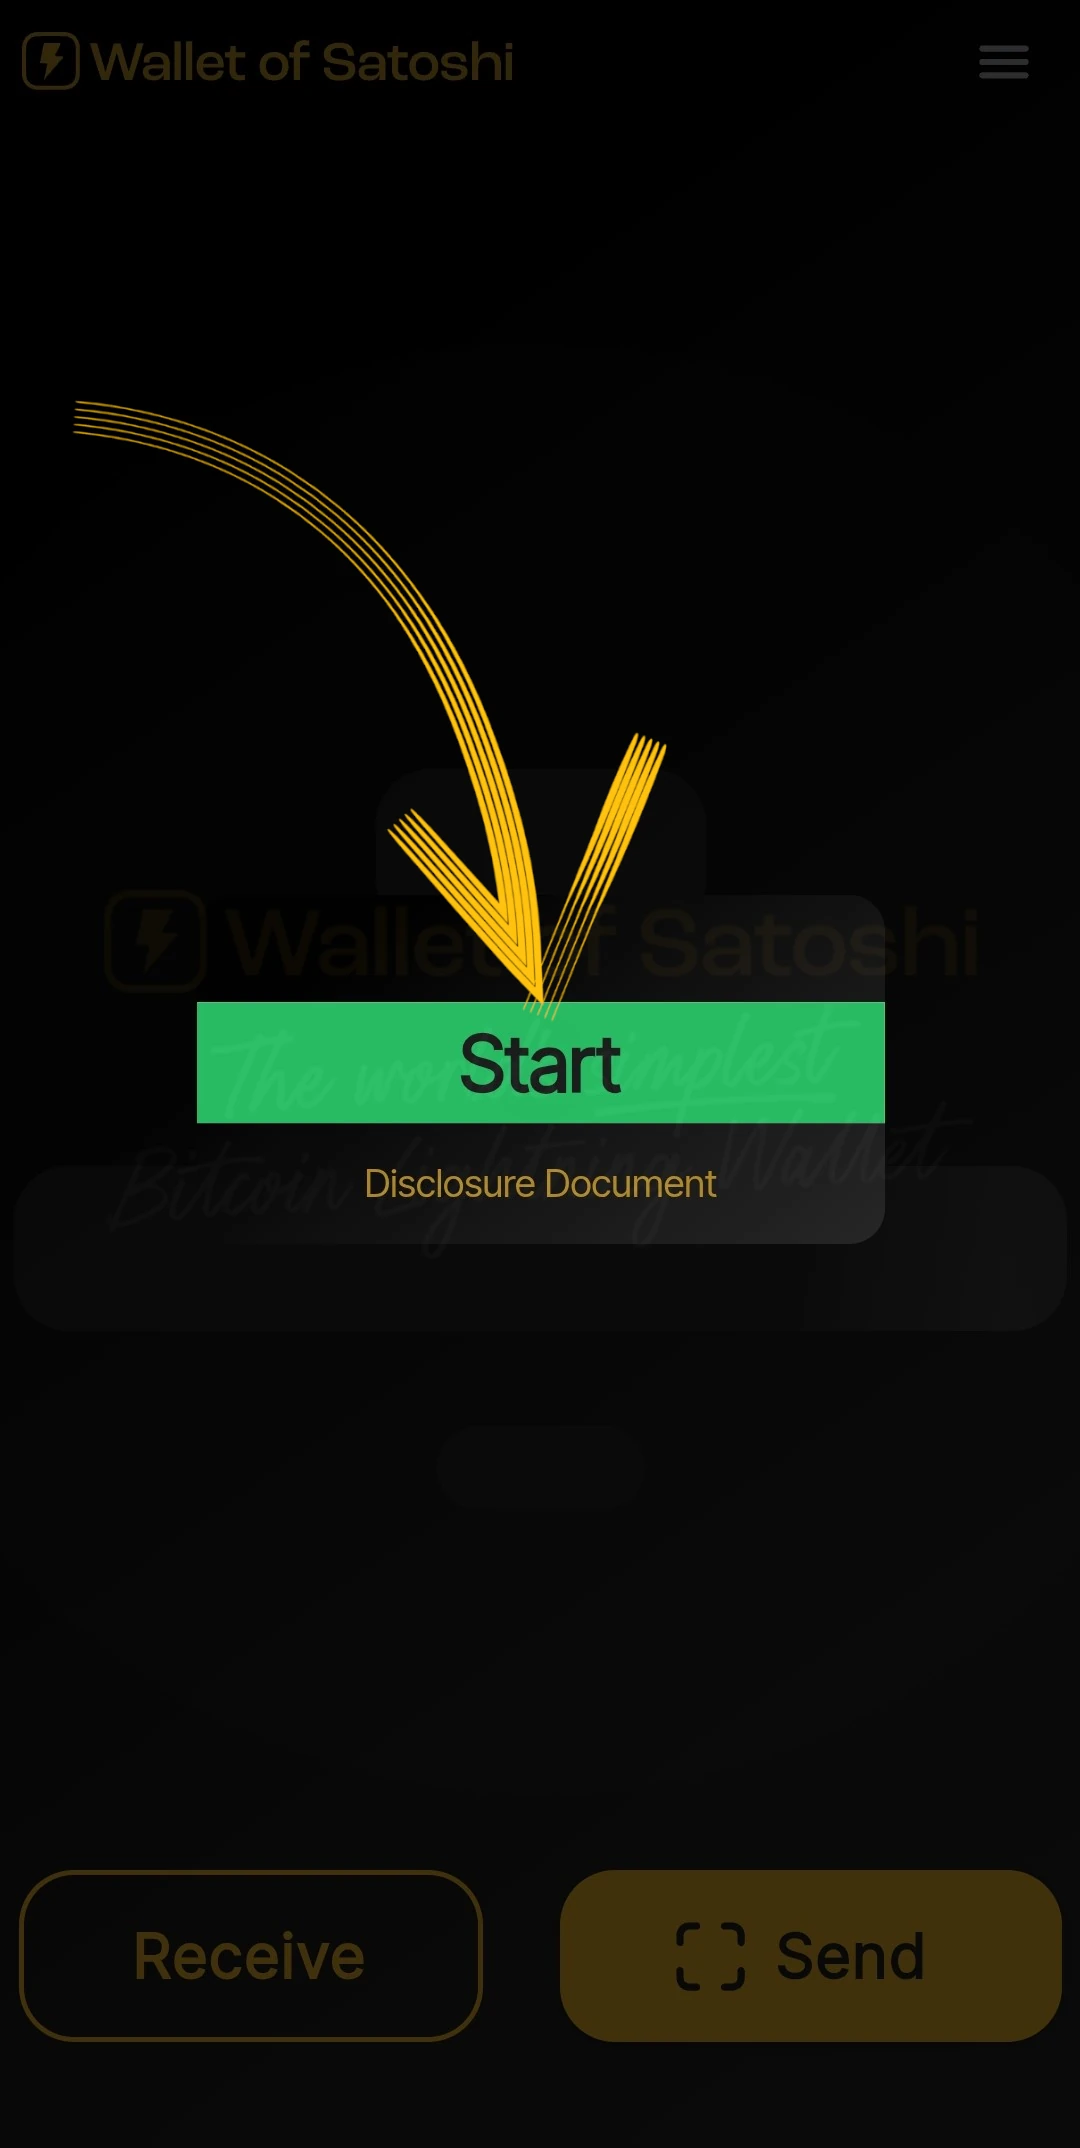 Wallet of Satoshi
Wallet of Satoshi
The world's simplest
Start
Bitcoin Lightning Wallet
Disclosure Document
Receive
Send